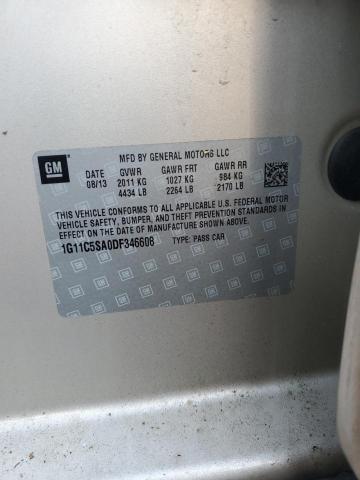 GM
MFD BY GENERAL MOTORS LLC
DATE GVWR GAWR FRT GAWR RR
08/13 2011 KG 1027 KG 984 KG
4434 LB 2264 LB 2170 LB
THIS VEHICLE CONFORMS TO ALL APPLICABLE U.S. FEDERAL MOTOR
VEHICLE SAFETY, BUMPER, AND THEFT PREVENTION STANDARDS IN
EFFECT ON THE DATE OF MANUFACTURE SHOWN ABOVE.
1G11C5SA0DF346608 TYPE: PASS CAR